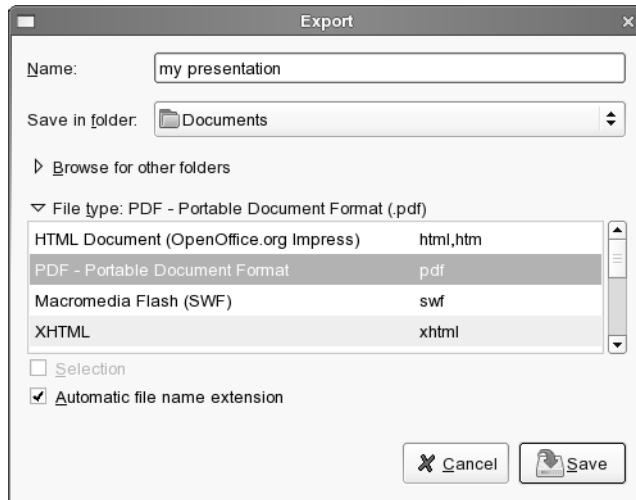 Export
Name: my presentation
Save in folder: Documents
Browse for other folders
File type: PDF - Portable Document Format (.pdf)
HTML Document (OpenOffice.org Impress) html,htm
PDF - Portable Document Format pdf
Macromedia Flash (SWF) swf
XHTML xhtml
Selection
Automatic file name extension
Cancel Save